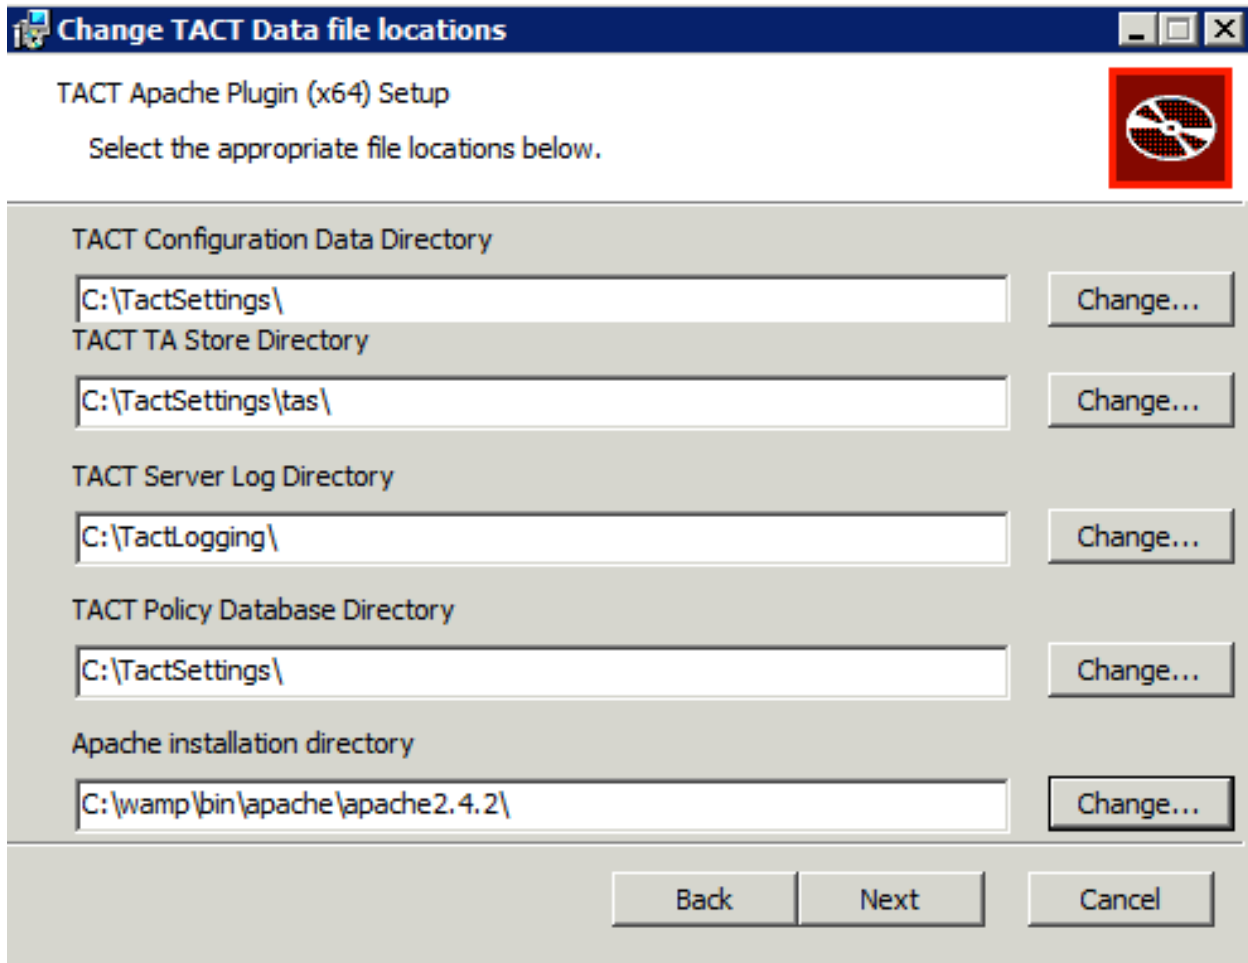 Change TACT Data file locations
TACT Apache Plugin (x64) Setup
Select the appropriate file locations below.
TACT Configuration Data Directory
C:\TactSettings\
Change...
TACT TA Store Directory
C:\TactSettings\tas\
Change...
TACT Server Log Directory
C:\TactLogging\
Change...
TACT Policy Database Directory
C:\TactSettings\
Change...
Apache installation directory
C:\wamp\bin\apache\apache2.4.2\
Change...
Back
Next
Cancel